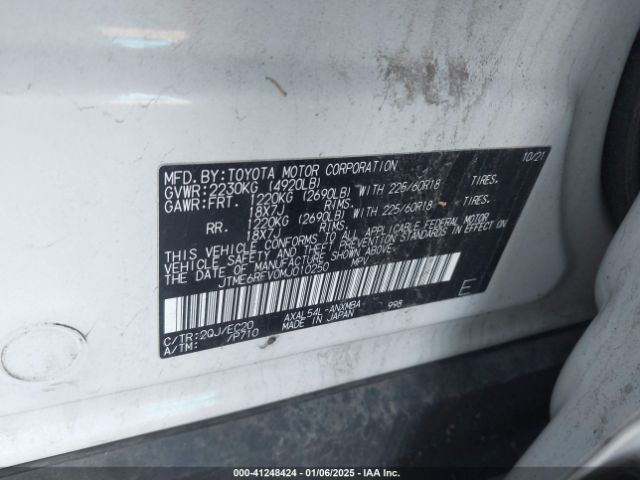 MFD. BY: TOYOTA MOTOR CORPORATION 10/21
GVWR: 2230KG (4920LB)
GAWR: FRT. 1220KG (2690LB) WITH 225/60R18 TIRES,
18X7J RIMS,
RR. 1220KG (2690LB) WITH 225/60R18 TIRES,
18X7J RIMS,
THIS VEHICLE CONFORMS TO ALL APPLICABLE FEDERAL MOTOR
VEHICLE SAFETY AND THEFT PREVENTION STANDARDS IN EFFECT ON
THE DATE OF MANUFACTURE SHOWN ABOVE.
JTME6RFV0MJ010250 MPV
E
C/TR: 2QJ/EC20 AXAL54L-ANXMBA 998
A/TM: /P710 MADE IN JAPAN
000-41248424 - 01/06/2025 - IAA Inc.